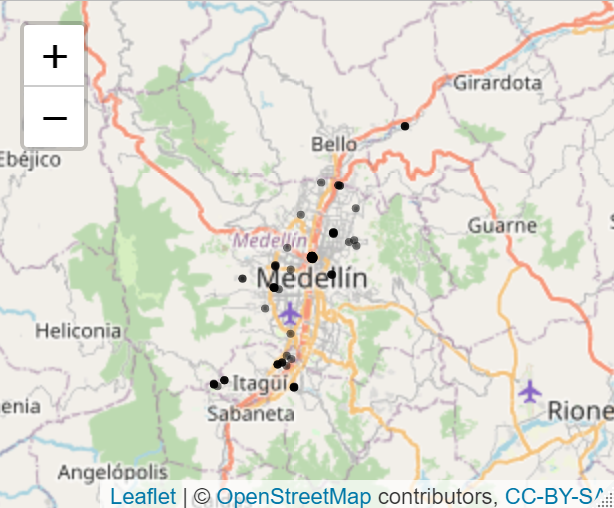 +
−
Girardota
Bello
Ebéjico
Guarne
Medellín
Medellín
Heliconia
Itagüí
Rione
enia
Sabaneta
Angelópolis
Leaflet | © OpenStreetMap contributors, CC-BY-SA